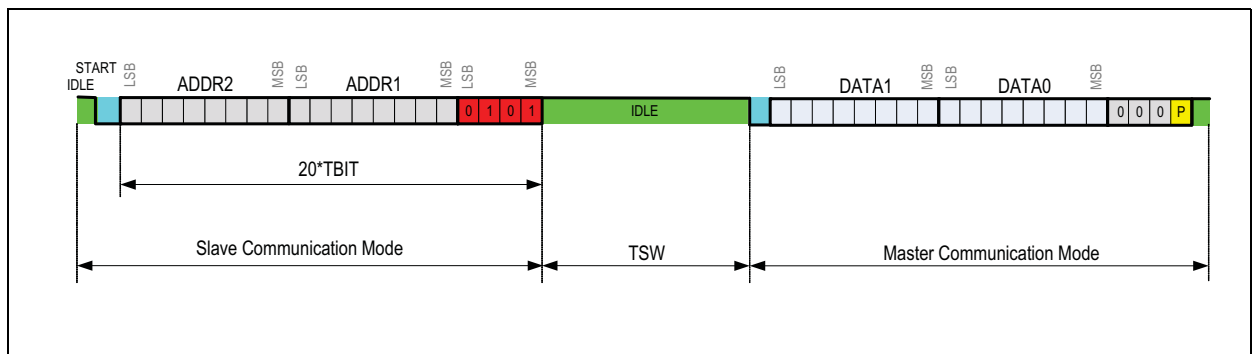 START
IDLE
LSB ADDR2 MSB LSB ADDR1 MSB LSB MSB LSB DATA1 MSB LSB DATA0 MSB
0 1 0 1 IDLE 0 0 0 P
20*TBIT
Slave Communication Mode TSW Master Communication Mode